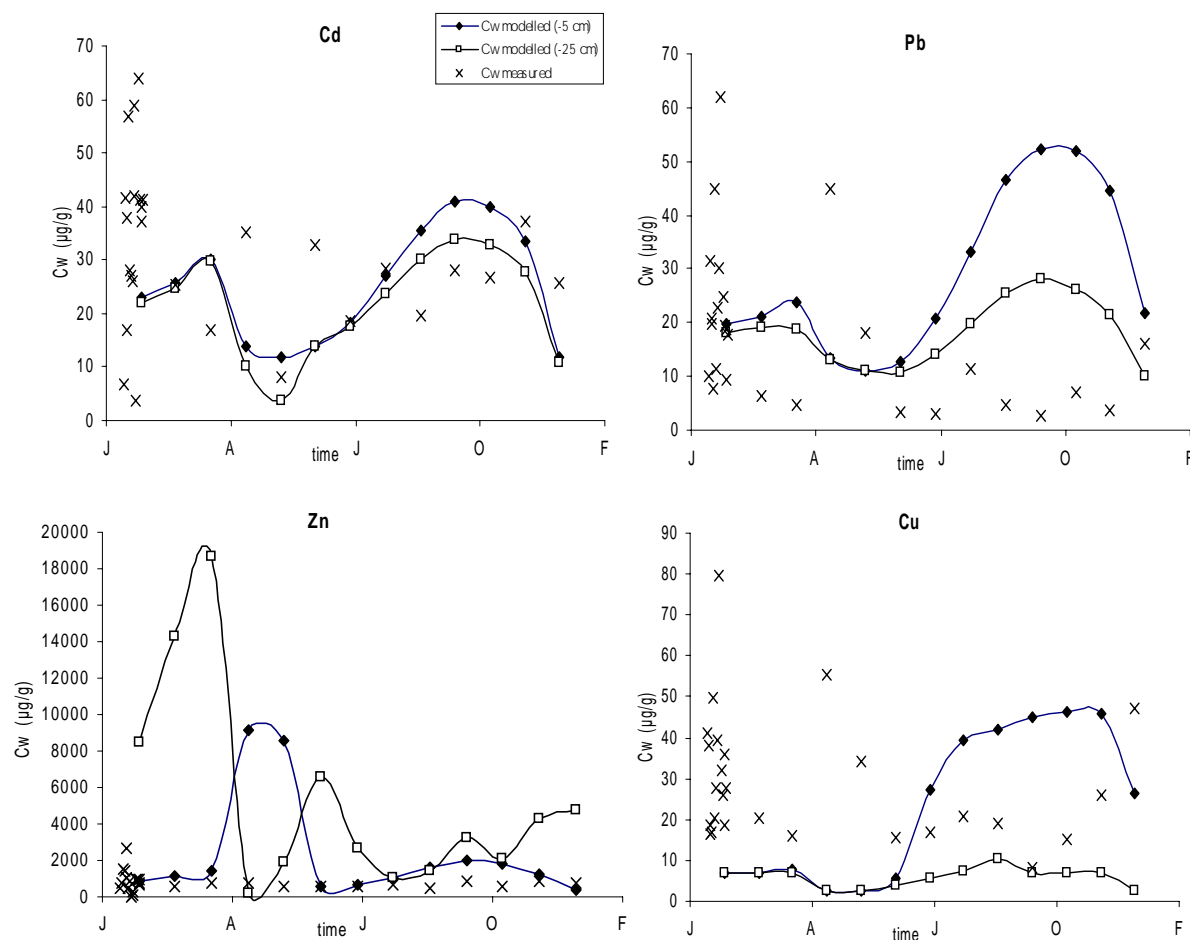 Cd
Cw modelled (-5 cm)
Cw modelled (-25 cm)
Cw measured
70
60
50
40
30
20
10
0
Cw (µg/g)
J A J O F
time
Pb
70
60
50
40
30
20
10
0
Cw (µg/g)
J A J O F
time
Zn
20000
18000
16000
14000
12000
10000
8000
6000
4000
2000
0
Cw (µg/g)
J A J O F
time
Cu
90
80
70
60
50
40
30
20
10
0
Cw (µg/g)
J A J O F
time